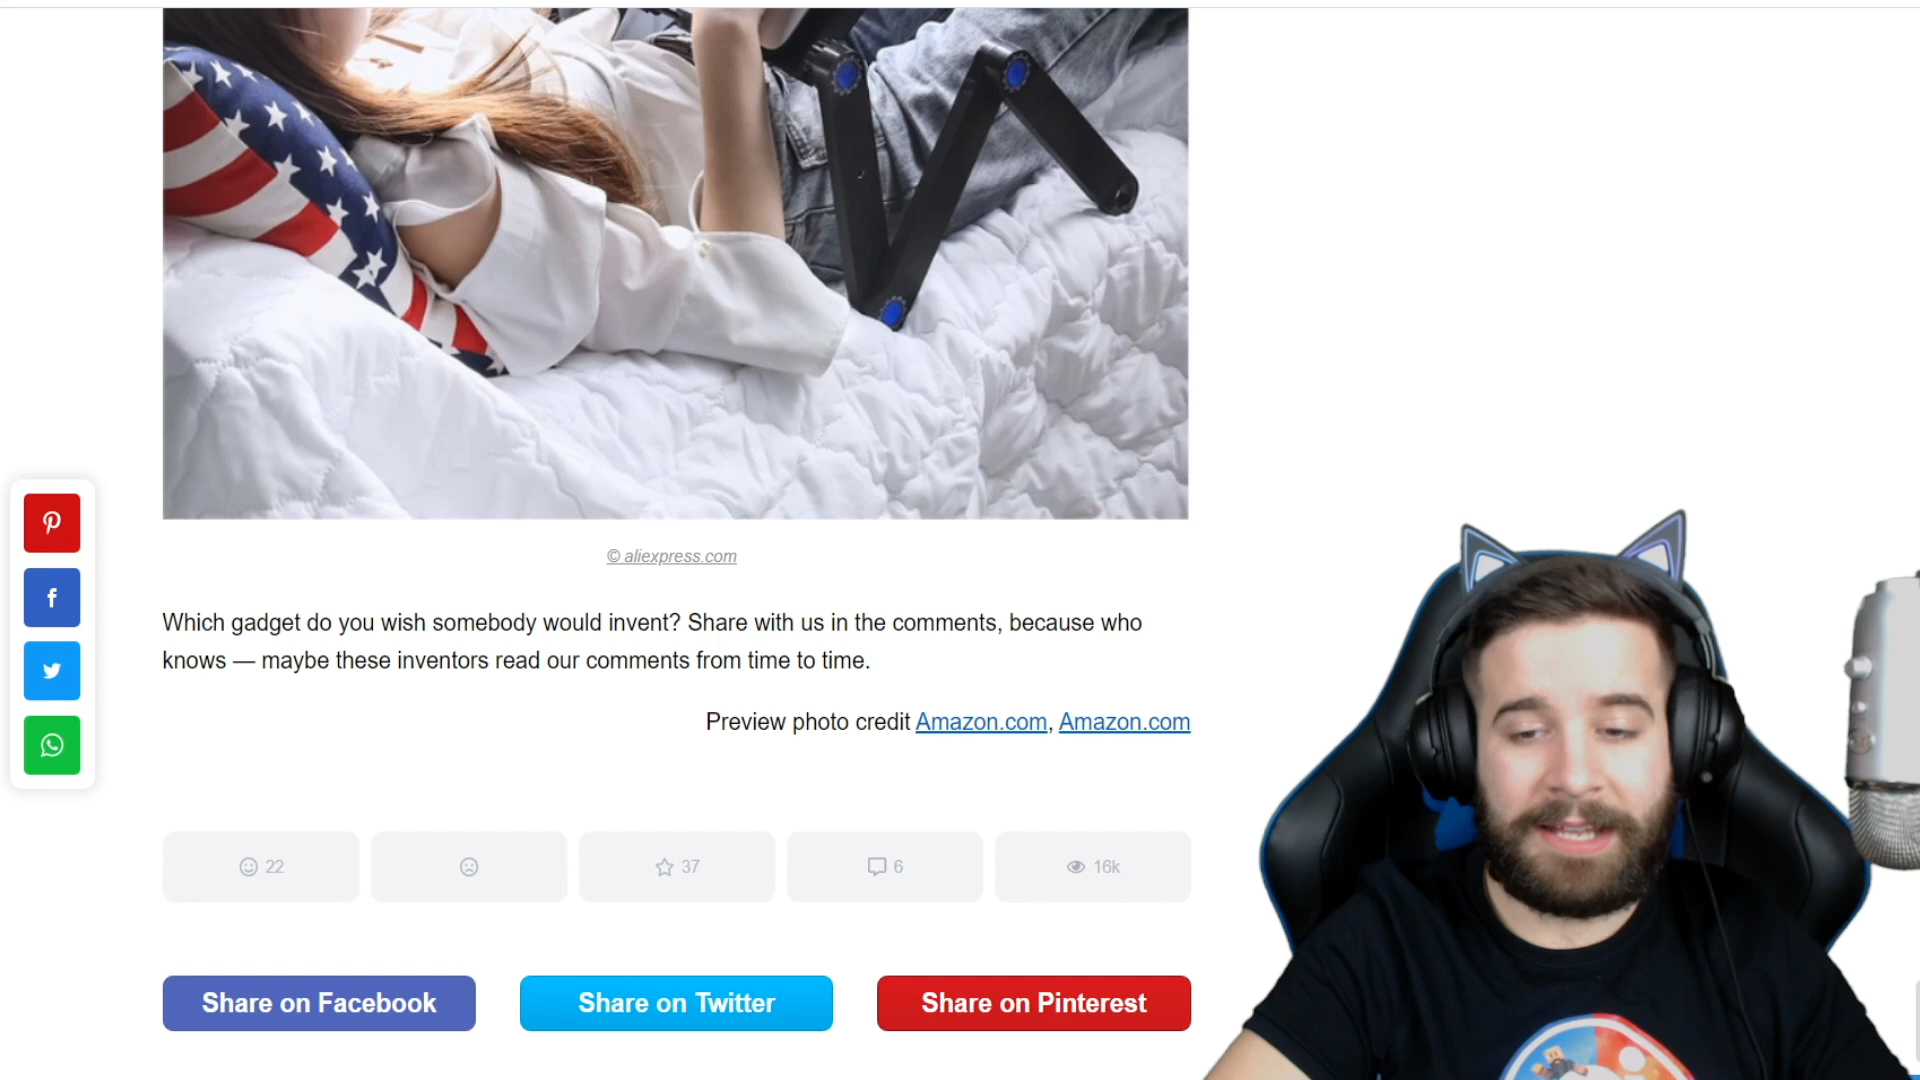 © aliexpress.com
Which gadget do you wish somebody would invent? Share with us in the comments, because who
knows — maybe these inventors read our comments from time to time.
Preview photo credit Amazon.com, Amazon.com
22
37
6
16k
Share on Facebook
Share on Twitter
Share on Pinterest